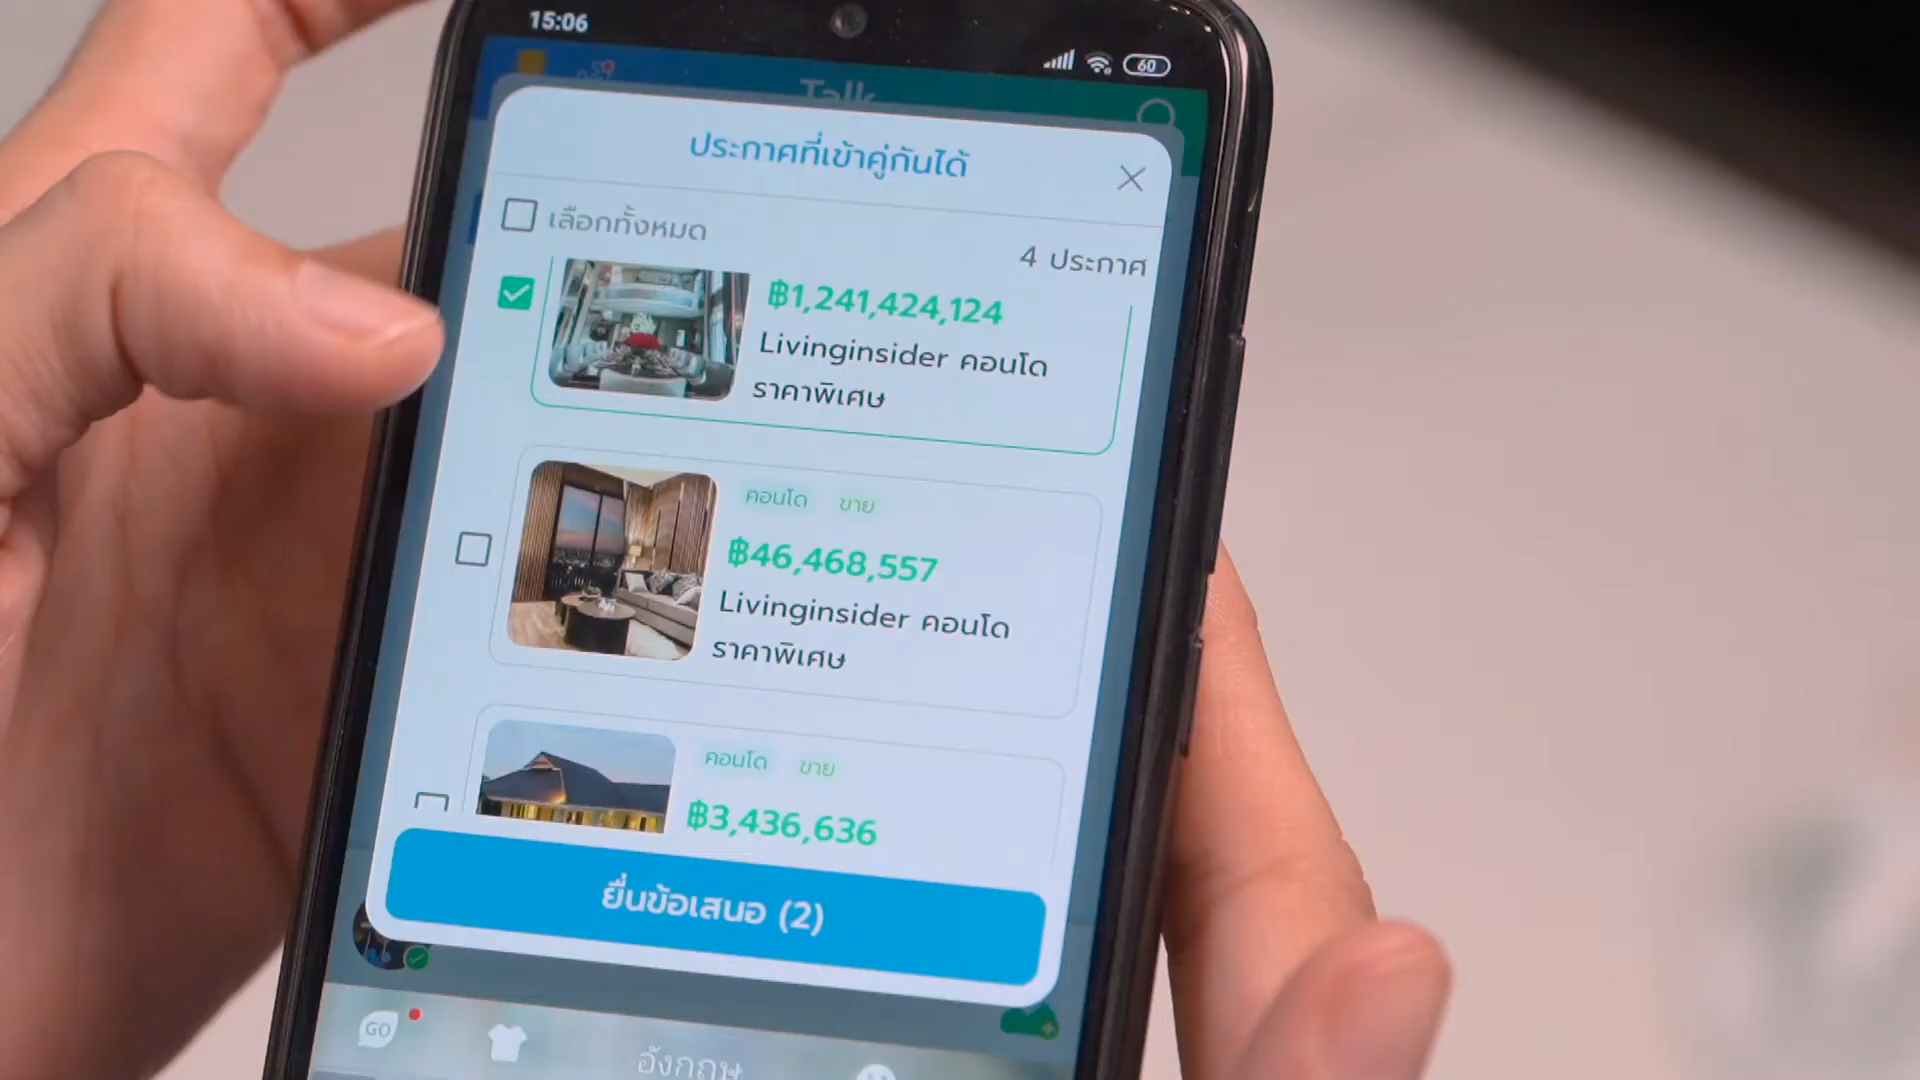 15:06
60
Talk
ประกาศที่เข้าคู่กันได้
เลือกทั้งหมด
4 ประกาศ
฿1,241,424,124
Livinginsider คอนโด
ราคาพิเศษ
คอนโด ขาย
฿46,468,557
Livinginsider คอนโด
ราคาพิเศษ
คอนโด ขาย
฿3,436,636
ยื่นข้อเสนอ (2)
GO
อังกฤษ